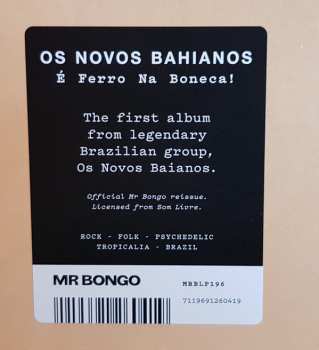 OS NOVOS BAHIANOS
É Ferro Na Boneca!
The first album
from legendary
Brazilian group,
Os Novos Baianos.
Official Mr Bongo reissue.
Licensed from Som Livre.
ROCK - FOLK - PSYCHEDELIC
TROPICALIA - BRAZIL
MR BONGO
MRBLP196
7119691260419